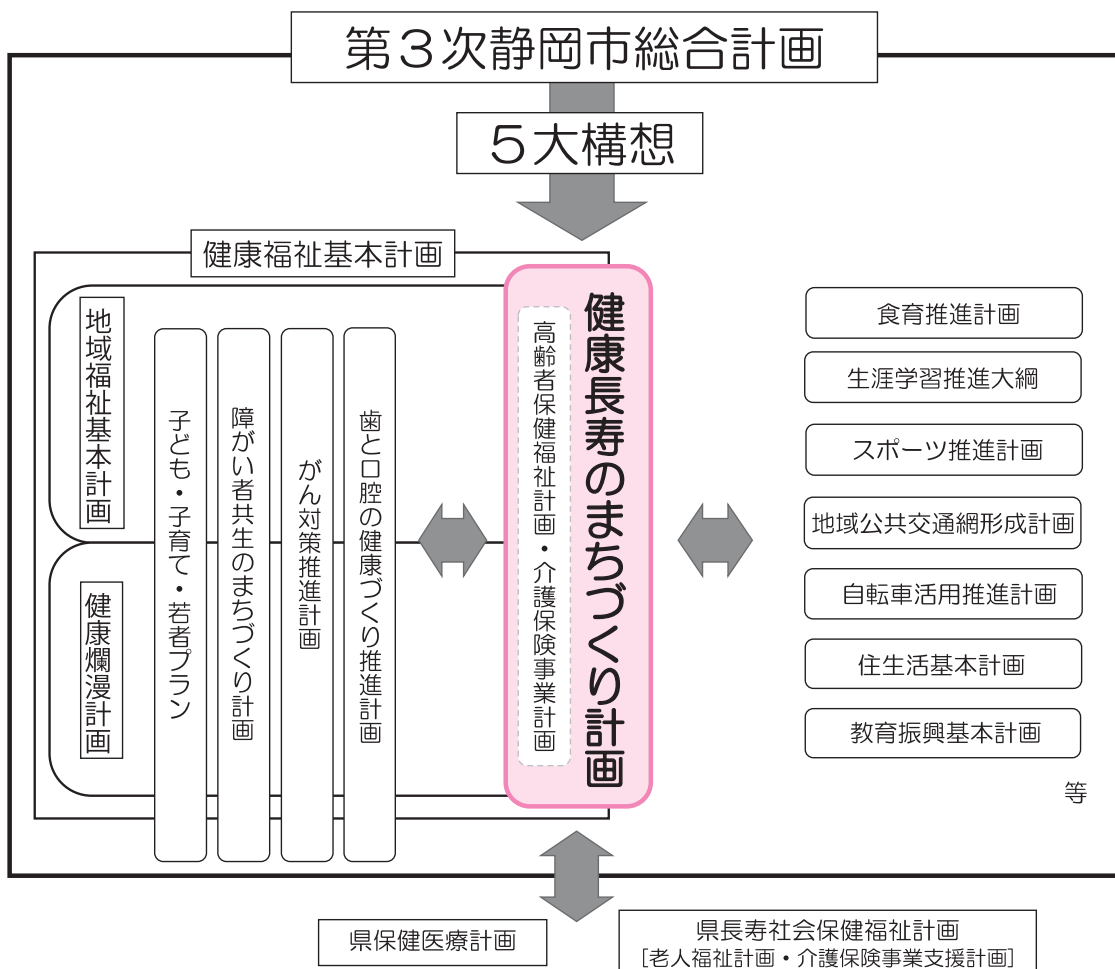 第３次静岡市総合計画
５大構想
健康福祉基本計画
地域福祉基本計画
健康爛漫計画
子ども・子育て・若者プラン
障がい者共生のまちづくり計画
がん対策推進計画
歯と口腔の健康づくり推進計画
高齢者保健福祉計画・介護保険事業計画
健康長寿のまちづくり計画
食育推進計画
生涯学習推進大綱
スポーツ推進計画
地域公共交通網形成計画
自転車活用推進計画
住生活基本計画
教育振興基本計画
等
県保健医療計画
県長寿社会保健福祉計画
[老人福祉計画・介護保険事業支援計画]